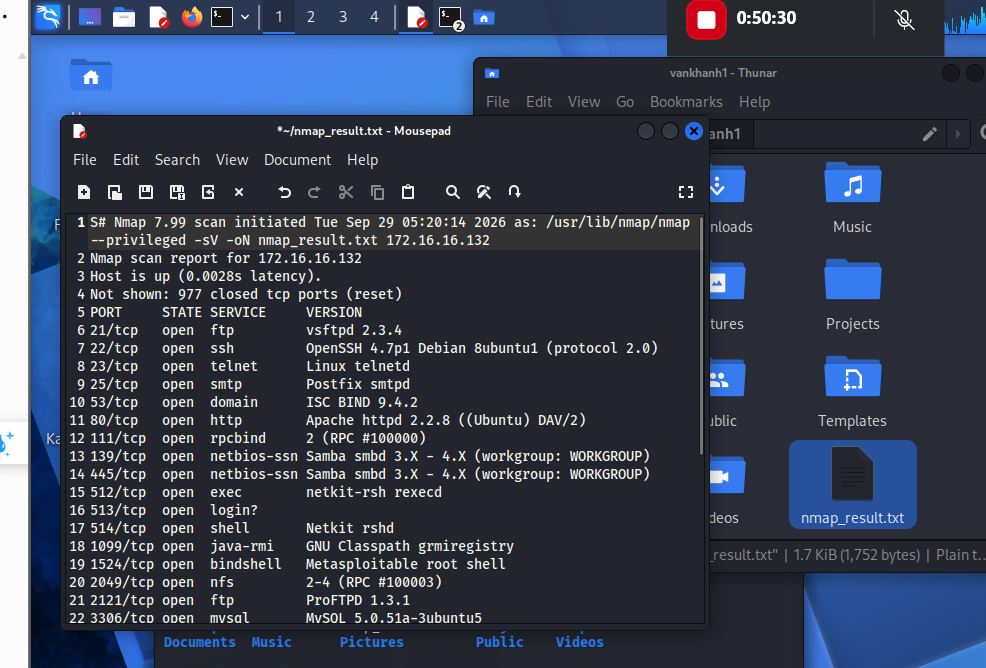 1 2 3 4
2
0:50:30
vankhanh1 - Thunar
File Edit View Go Bookmarks Help
anh1
nloads
Music
tures
Projects
blic
Templates
deos
nmap_result.txt
_result.txt" | 1.7 KiB (1,752 bytes) | Plain t…
*~/nmap_result.txt - Mousepad
File Edit Search View Document Help
1 S# Nmap 7.99 scan initiated Tue Sep 29 05:20:14 2026 as: /usr/lib/nmap/nmap
--privileged -sV -oN nmap_result.txt 172.16.16.132
2 Nmap scan report for 172.16.16.132
3 Host is up (0.0028s latency).
4 Not shown: 977 closed tcp ports (reset)
5 PORT     STATE SERVICE     VERSION
6 21/tcp   open  ftp         vsftpd 2.3.4
7 22/tcp   open  ssh         OpenSSH 4.7p1 Debian 8ubuntu1 (protocol 2.0)
8 23/tcp   open  telnet      Linux telnetd
9 25/tcp   open  smtp        Postfix smtpd
10 53/tcp   open  domain      ISC BIND 9.4.2
11 80/tcp   open  http        Apache httpd 2.2.8 ((Ubuntu) DAV/2)
12 111/tcp  open  rpcbind     2 (RPC #100000)
13 139/tcp  open  netbios-ssn Samba smbd 3.X - 4.X (workgroup: WORKGROUP)
14 445/tcp  open  netbios-ssn Samba smbd 3.X - 4.X (workgroup: WORKGROUP)
15 512/tcp  open  exec        netkit-rsh rexecd
16 513/tcp  open  login?
17 514/tcp  open  shell       Netkit rshd
18 1099/tcp open  java-rmi    GNU Classpath grmiregistry
19 1524/tcp open  bindshell   Metasploitable root shell
20 2049/tcp open  nfs         2-4 (RPC #100003)
21 2121/tcp open  ftp         ProFTPD 1.3.1
22 3306/tcp open  mysql       MySQL 5.0.51a-3ubuntu5
Documents Music Pictures Public Videos